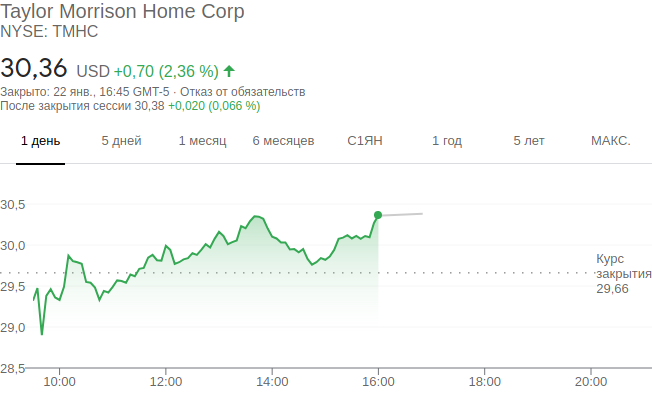 Taylor Morrison Home Corp
NYSE: TMHC
30,36 USD +0,70 (2,36 %)
Закрыто: 22 янв., 16:45 GMT-5 · Отказ от обязательств
После закрытия сессии 30,38 +0,020 (0,066 %)
1 день 5 дней 1 месяц 6 месяцев С1ЯН 1 год 5 лет МАКС.
30,5
30,0
Курс
закрытия
29,66
29,5
29,0
28,5
10:00 12:00 14:00 16:00 18:00 20:00